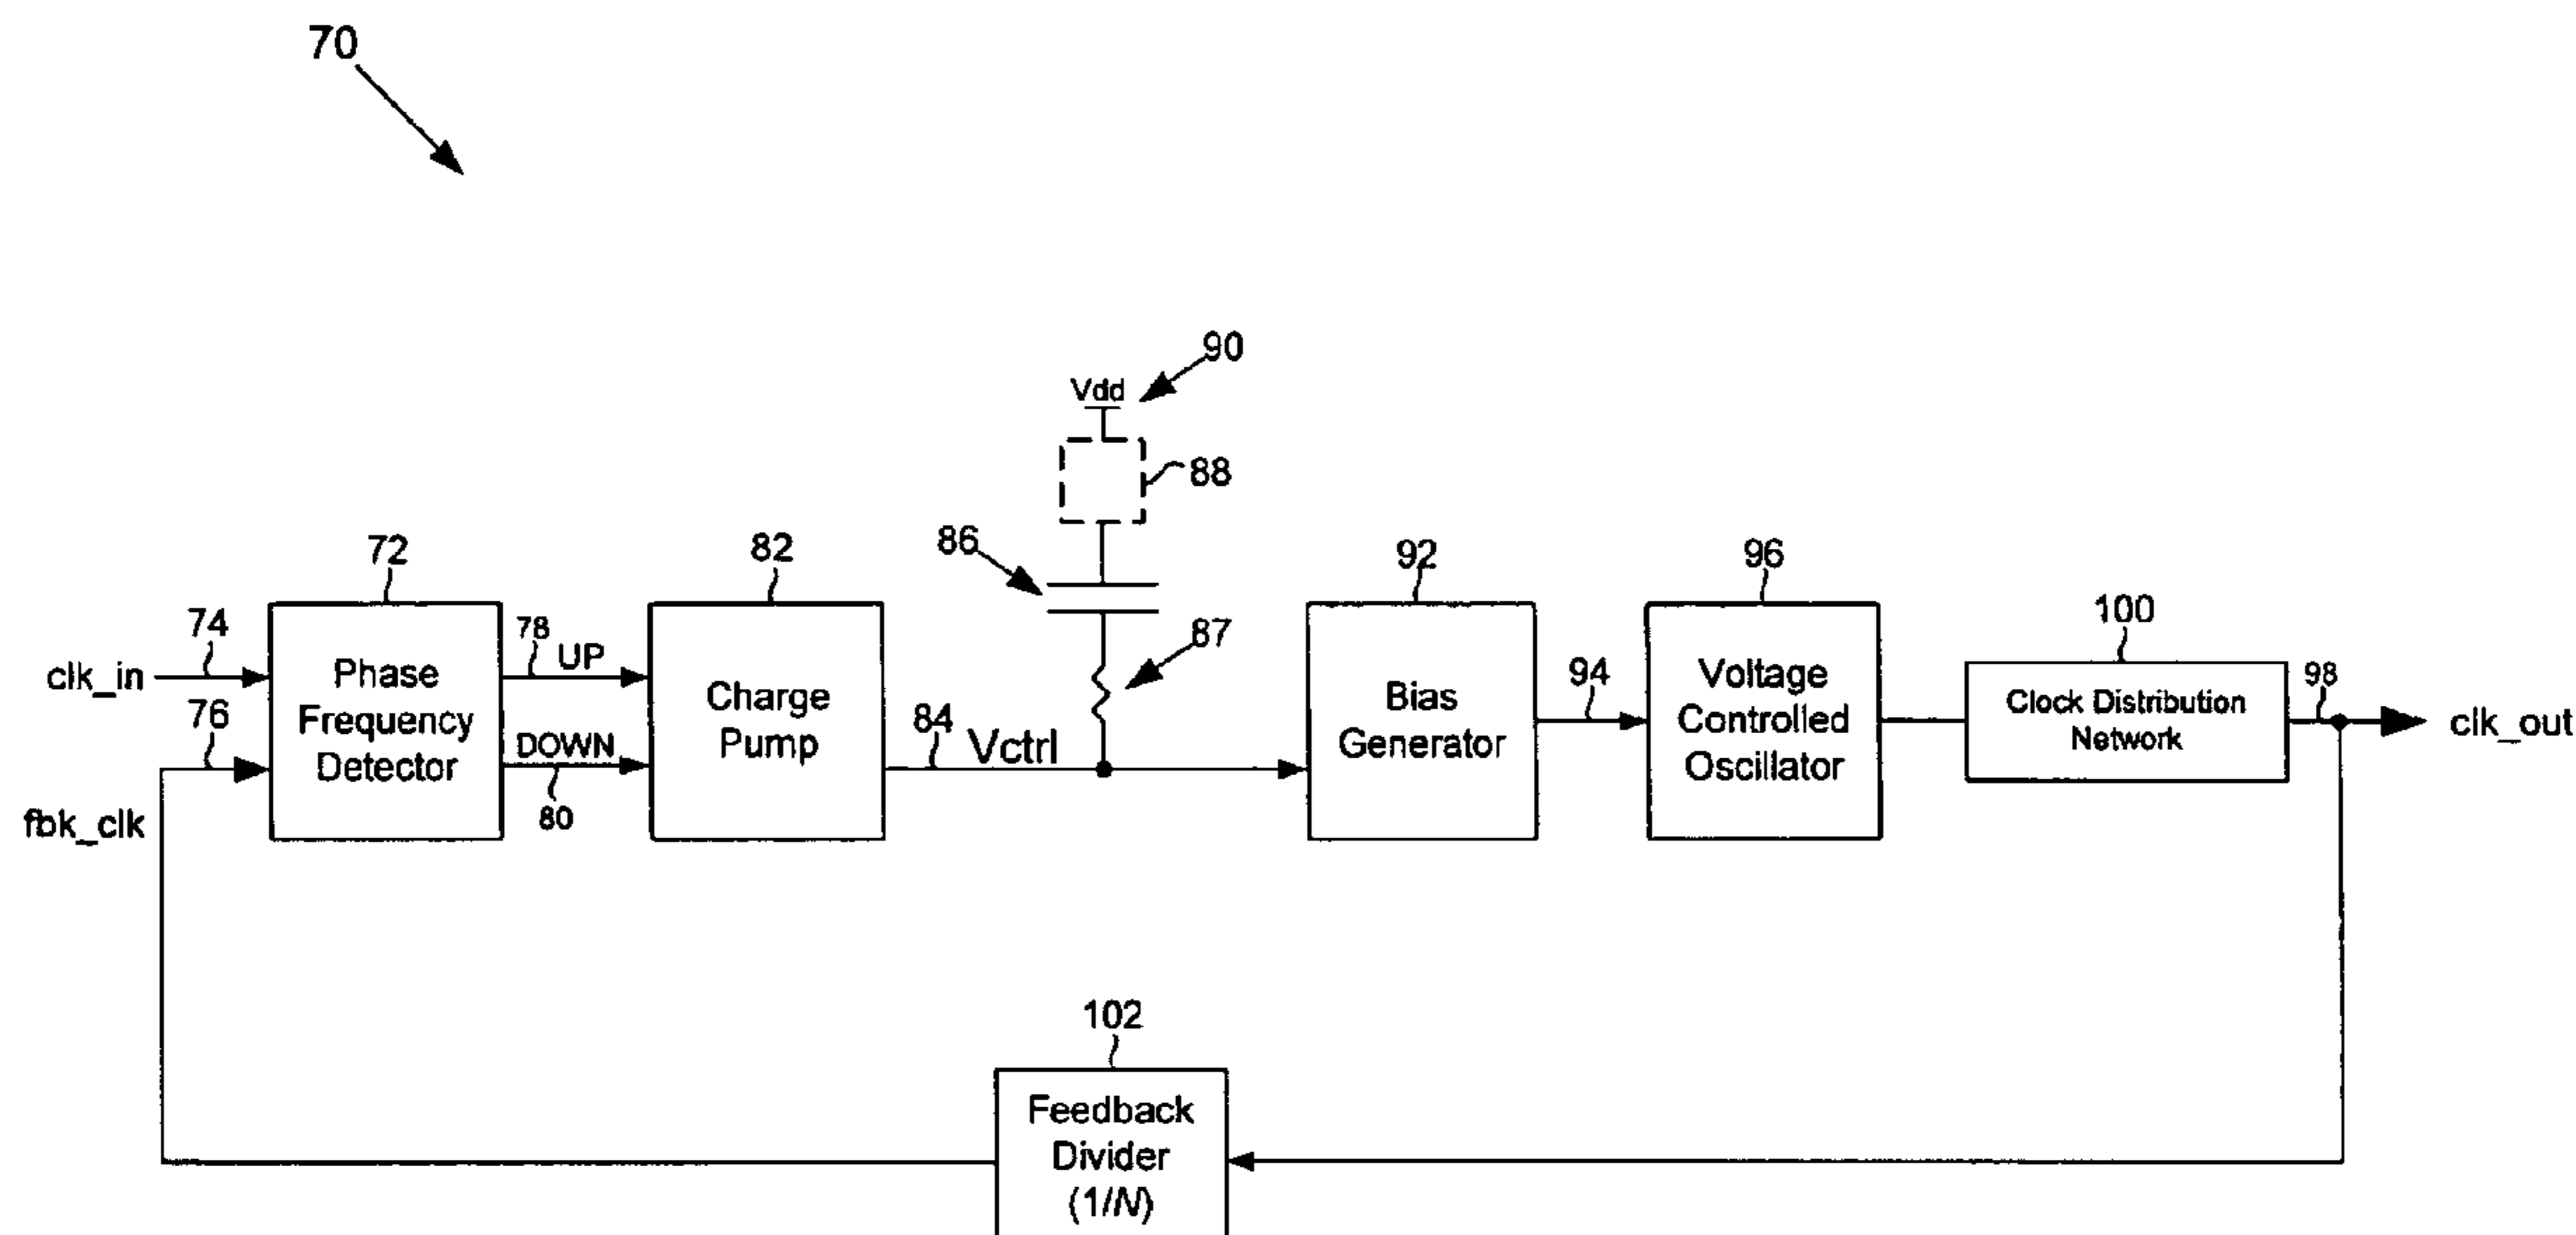 70
90
Vdd
88
86
87
72
82
92
96
100
74
clk_in
76
fbk_clk
Phase
Frequency
Detector
78
UP
DOWN
80
Charge
Pump
84
Vctrl
Bias
Generator
94
Voltage
Controlled
Oscillator
Clock Distribution
Network
98
clk_out
102
Feedback
Divider
(1/N)